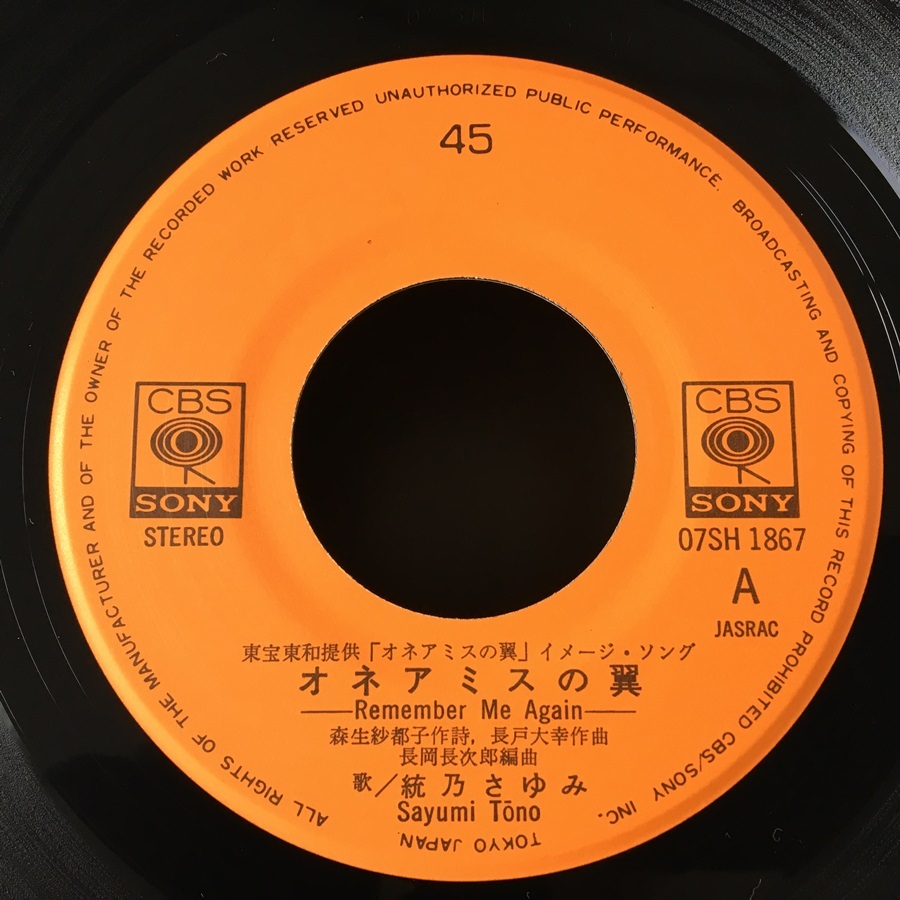 ALL RIGHTS OF THE MANUFACTURER AND OF THE OWNER OF THE RECORDED WORK RESERVED UNAUTHORIZED PUBLIC PERFORMANCE. BROADCASTING AND COPYING OF THIS RECORD PROHIBITED CBS/SONY INC.
TOKYO JAPAN
45
CBS
SONY
STEREO
CBS
SONY
07SH 1867
A
JASRAC
東宝東和提供「オネアミスの翼」イメージ・ソング
オネアミスの翼
——Remember Me Again——
森生紗都子作詩, 長戸大幸作曲
長岡長次郎編曲
歌／統乃さゆみ
Sayumi Tōno